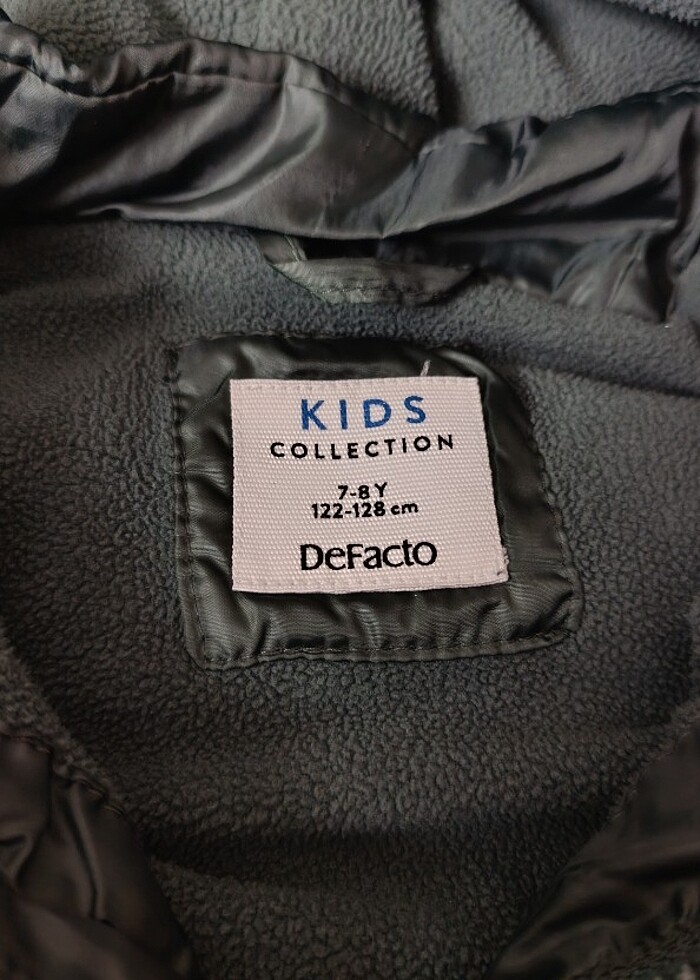 KIDS
COLLECTION
7-8 Y
122-128 cm
DeFacto